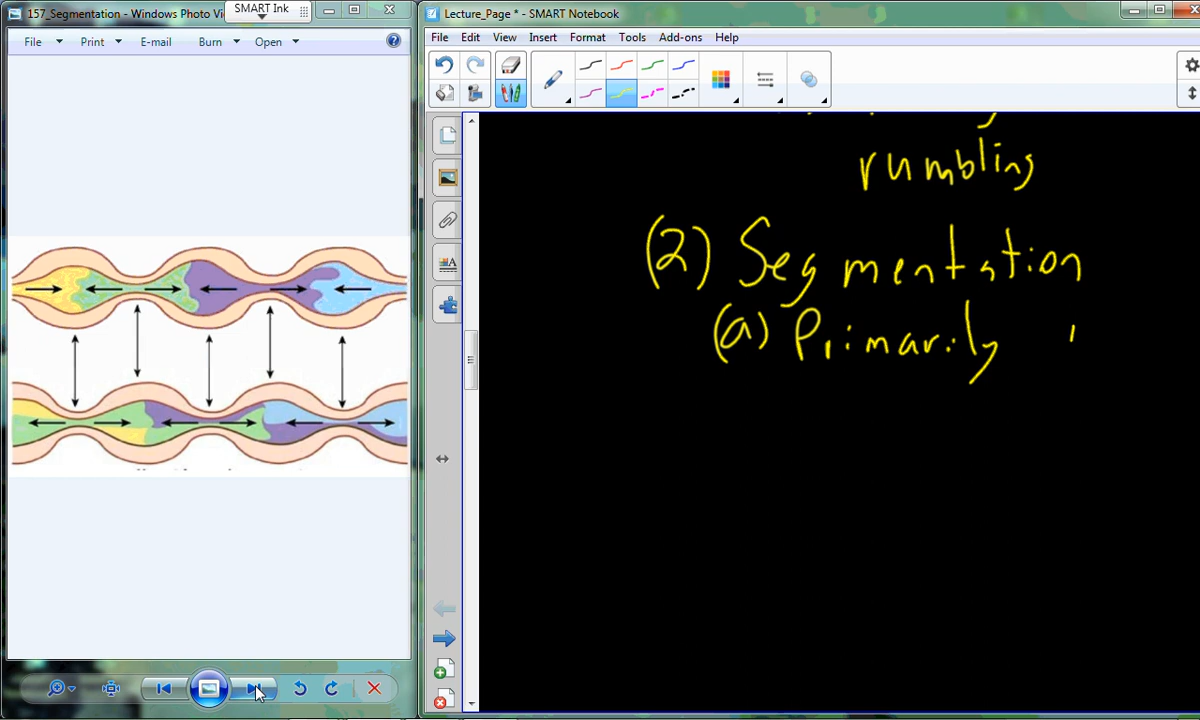 157_Segmentation - Windows Photo Vi
SMART Ink
File Print E-mail Burn Open
Lecture_Page * - SMART Notebook
File Edit View Insert Format Tools Add-ons Help
rumbling
(2) Segmentation
(a) Primarily